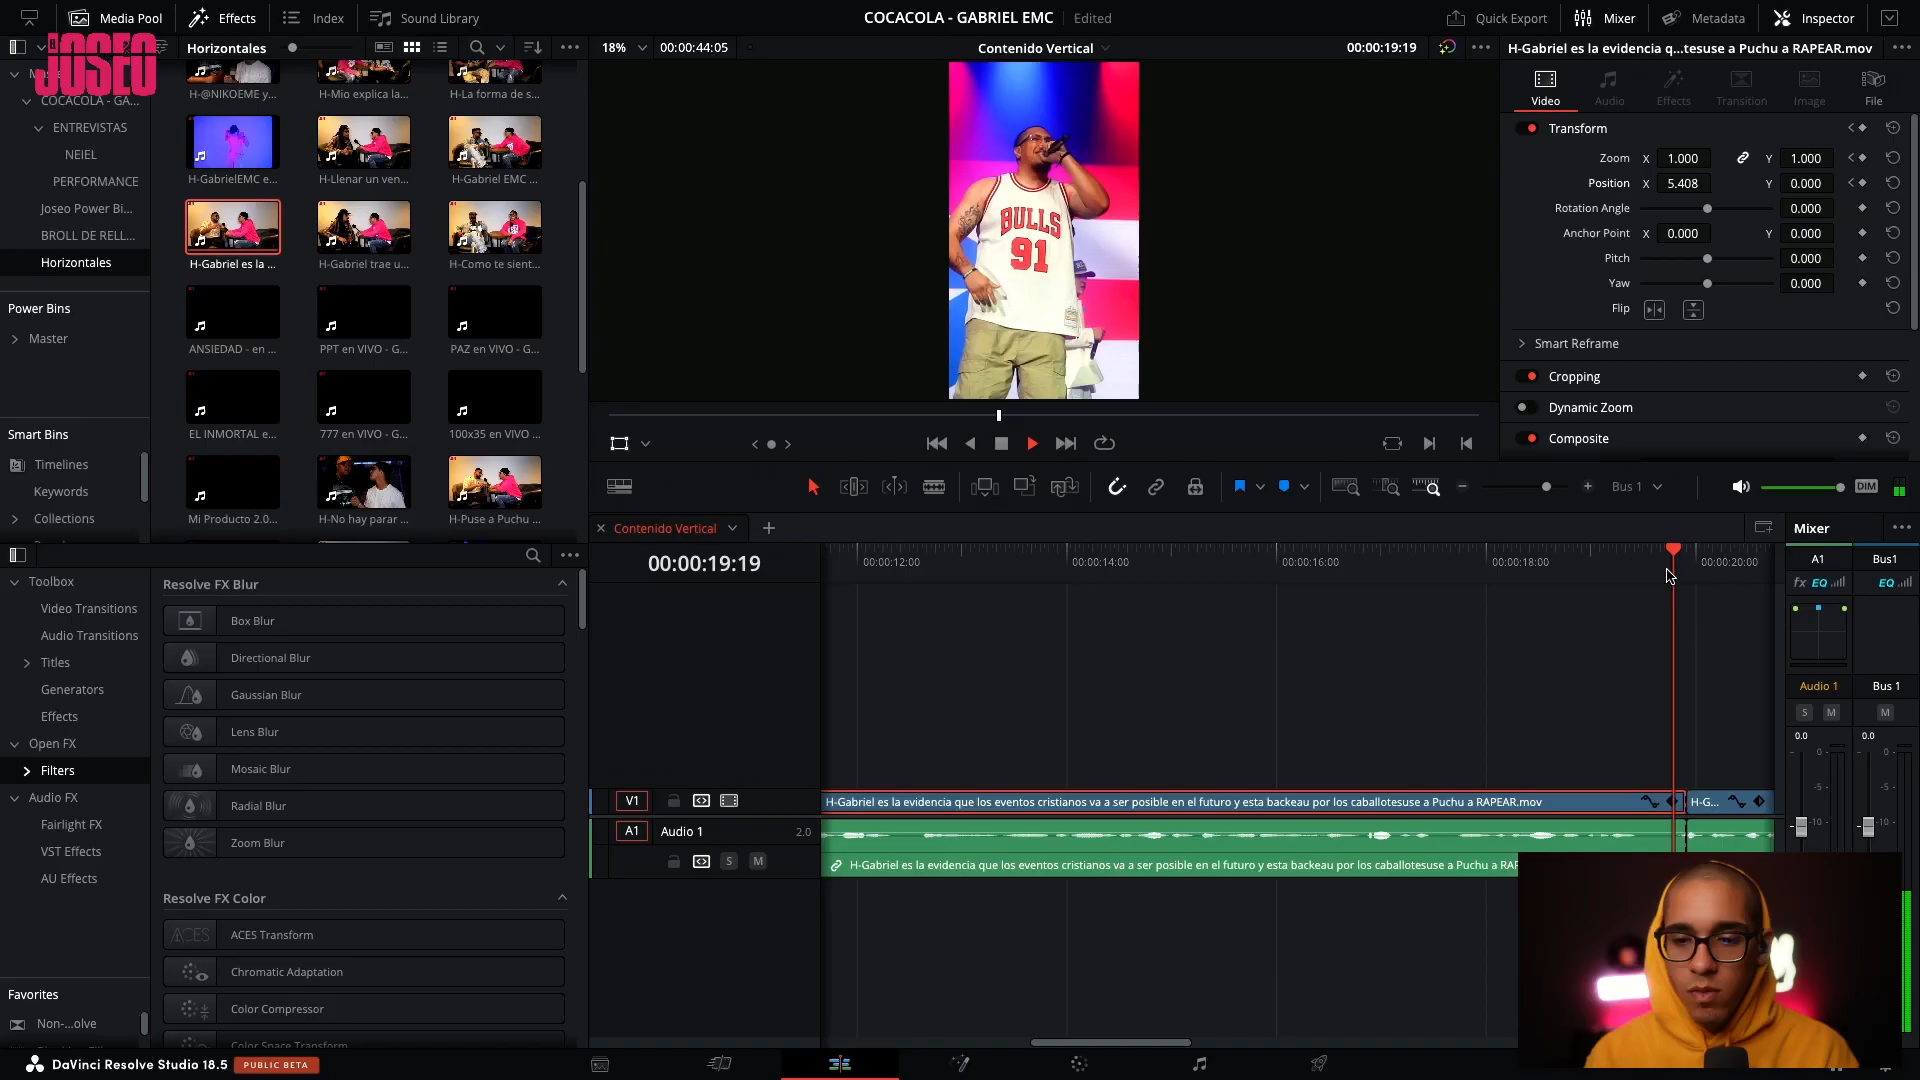 Media Pool
Effects
Index
Sound Library
COCACOLA - GABRIEL EMC
Edited
Quick Export
Mixer
Metadata
Inspector
JOSEO
Horizontales
18%
00:00:44:05
Contenido Vertical
00:00:19:19
H-Gabriel es la evidencia q...tesuse a Puchu a RAPEAR.mov
COCACOLA - GA...
ENTREVISTAS
NEIEL
PERFORMANCE
Joseo Power Bi...
BROLL DE RELL...
Horizontales
Power Bins
Master
Smart Bins
Timelines
Keywords
Collections
H-@NIKOEME y...
H-Mio explica la...
H-La forma de s...
H-GabrielEMC e...
H-Llenar un ven...
H-Gabriel EMC ...
H-Gabriel es la ...
H-Gabriel trae u...
H-Como te sient...
ANSIEDAD - en ...
PPT en VIVO - G...
PAZ en VIVO - G...
EL INMORTAL e...
777 en VIVO - G...
100x35 en VIVO ...
Mi Producto 2.0...
H-No hay parar ...
H-Puse a Puchu ...
BULLS
91
Video
Audio
Effects
Transition
Image
File
Transform
Zoom X 1.000 Y 1.000
Position X 5.408 Y 0.000
Rotation Angle 0.000
Anchor Point X 0.000 Y 0.000
Pitch 0.000
Yaw 0.000
Flip
Smart Reframe
Cropping
Dynamic Zoom
Composite
Bus 1
DIM
Toolbox
Video Transitions
Audio Transitions
Titles
Generators
Effects
Open FX
Filters
Audio FX
Fairlight FX
VST Effects
AU Effects
Favorites
Non-...olve
Resolve FX Blur
Box Blur
Directional Blur
Gaussian Blur
Lens Blur
Mosaic Blur
Radial Blur
Zoom Blur
Resolve FX Color
ACES
ACES Transform
Chromatic Adaptation
Color Compressor
Color Space Transform
Contenido Vertical
00:00:19:19
00:00:12:00
00:00:14:00
00:00:16:00
00:00:18:00
00:00:20:00
V1
H-Gabriel es la evidencia que los eventos cristianos va a ser posible en el futuro y esta backeau por los caballotesuse a Puchu a RAPEAR.mov
H-G...
A1
Audio 1
2.0
S
M
H-Gabriel es la evidencia que los eventos cristianos va a ser posible en el futuro y esta backeau por los caballotesuse a Puchu a RAP
Mixer
A1
Bus1
fx EQ
EQ
Audio 1
Bus 1
S
M
M
0.0
0.0
0
0
-5
-5
-10
-10
DaVinci Resolve Studio 18.5
PUBLIC BETA